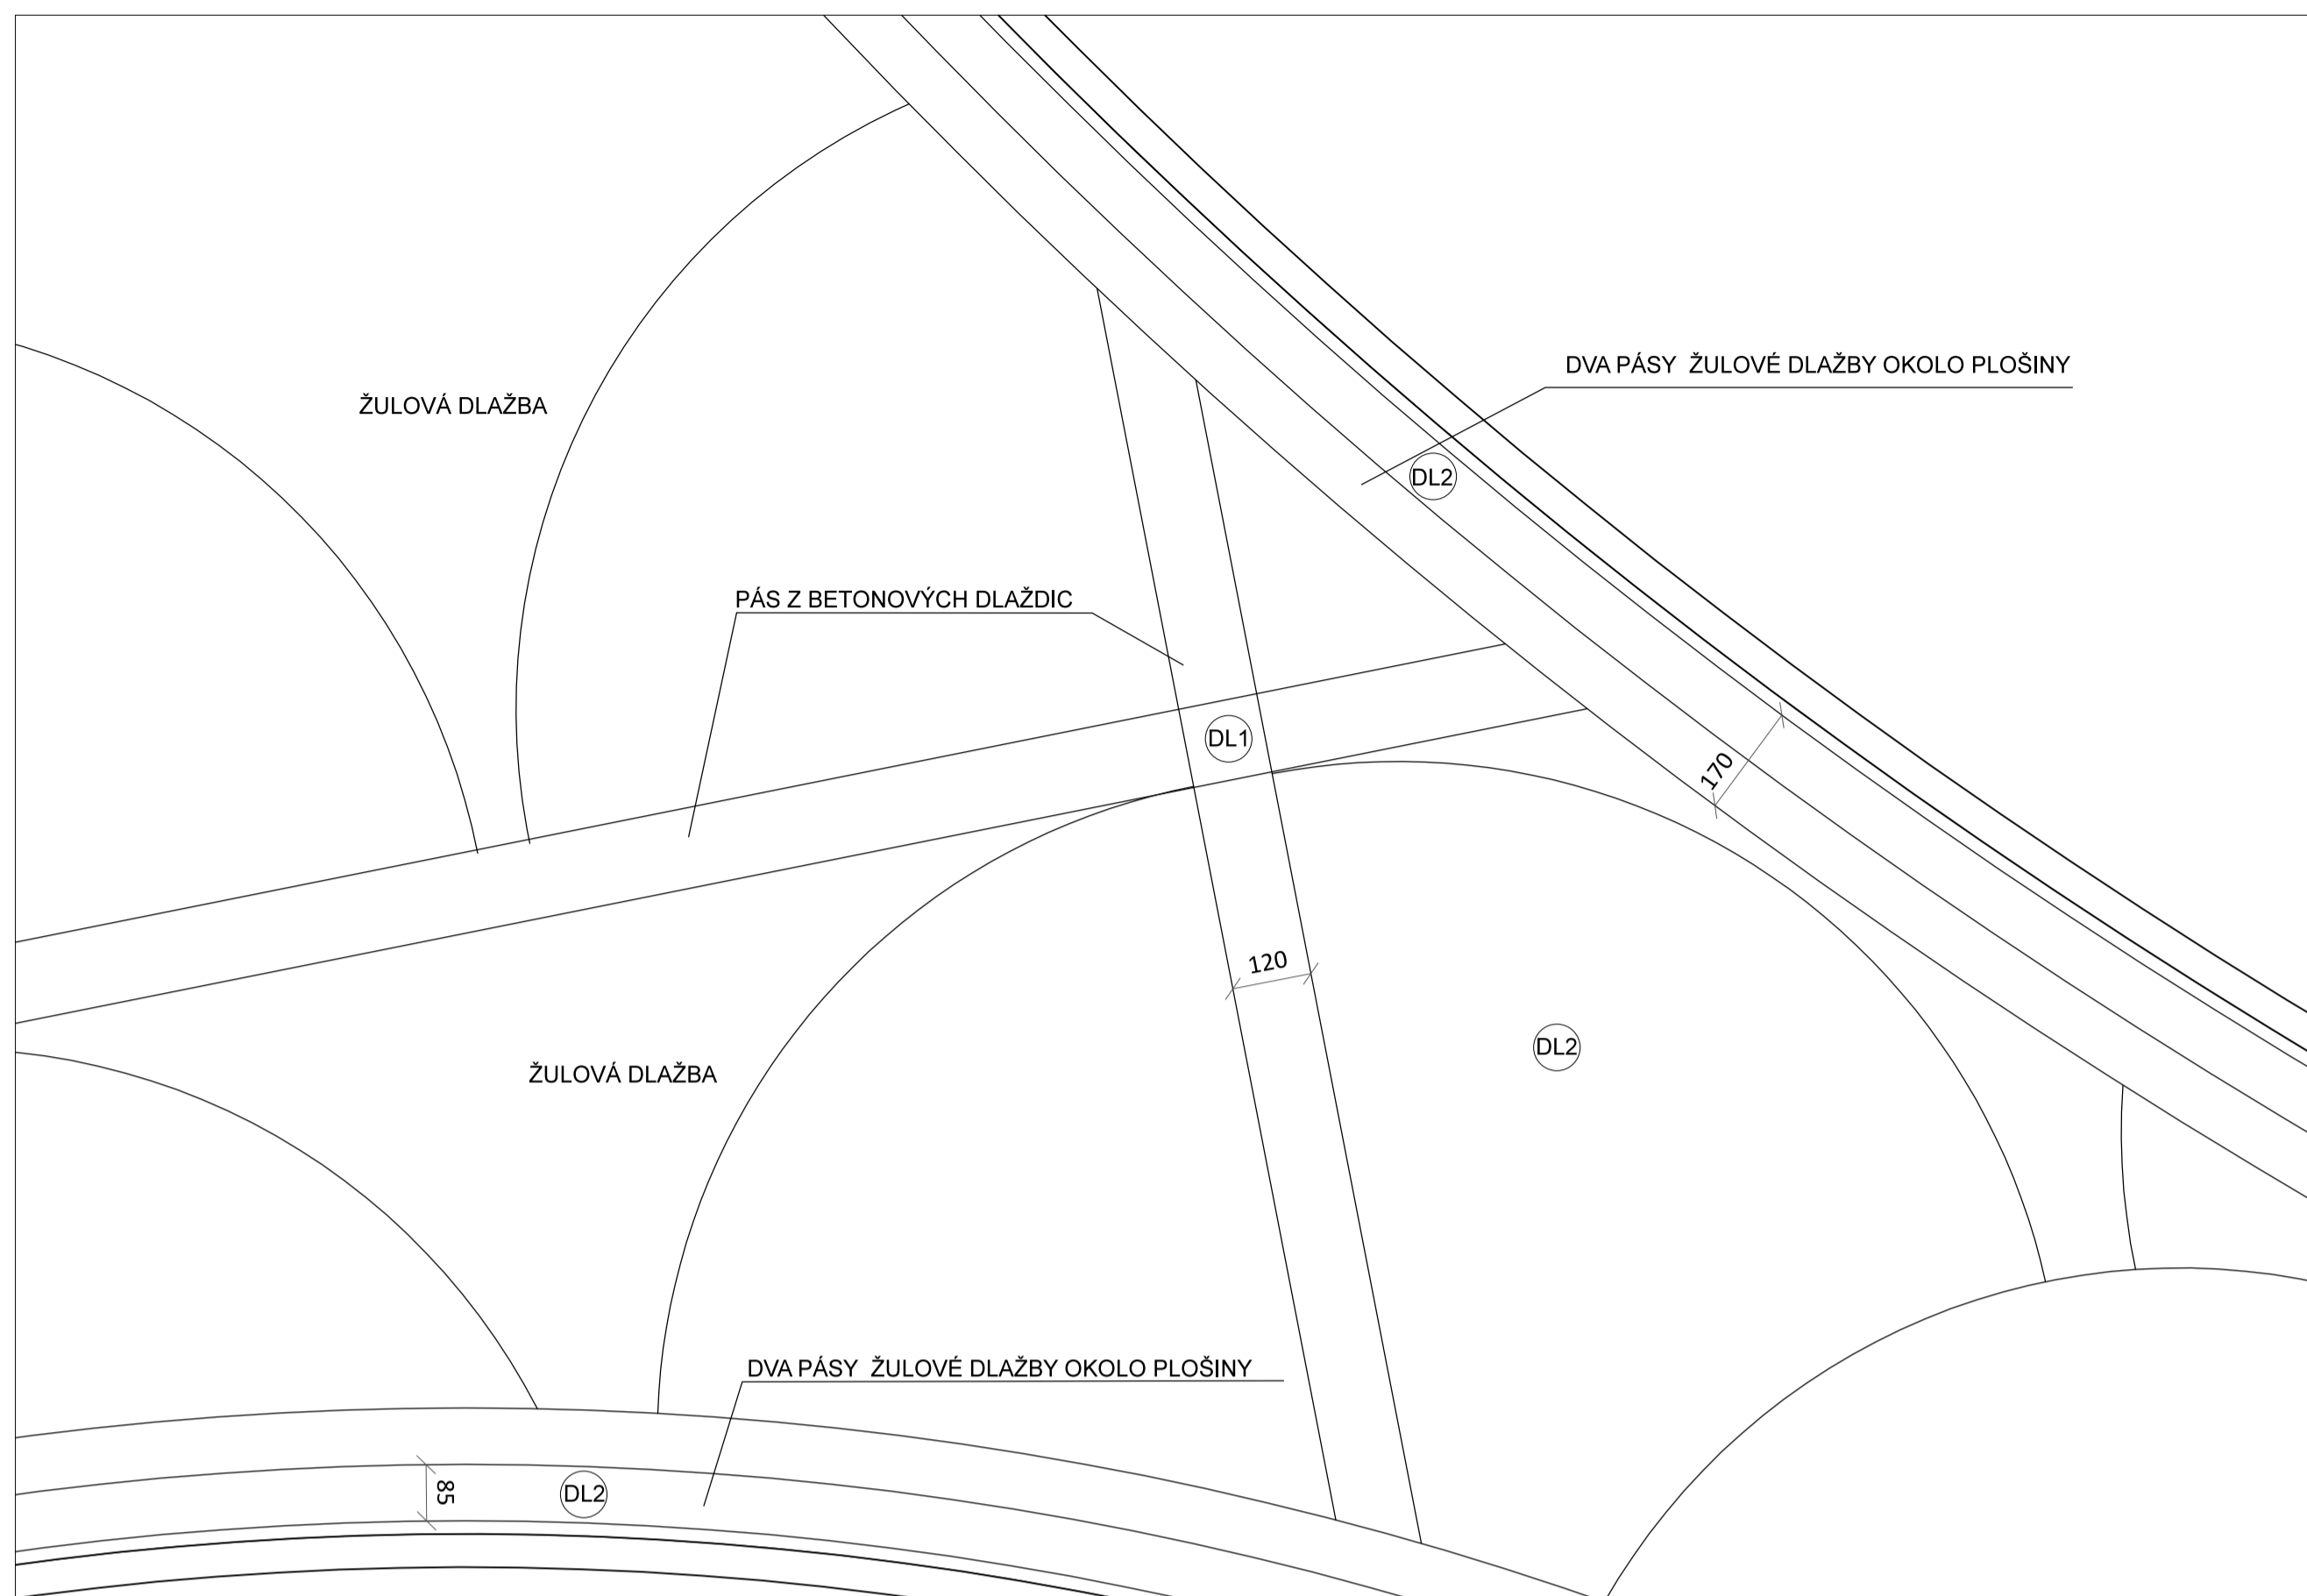 DVA PÁSY ŽULOVÉ DLAŽBY OKOLO PLOŠINY
ŽULOVÁ DLAŽBA
DL2
PÁS Z BETONOVÝCH DLAŽDIC
DL1
170
120
DL2
ŽULOVÁ DLAŽBA
DVA PÁSY ŽULOVÉ DLAŽBY OKOLO PLOŠINY
85
DL2